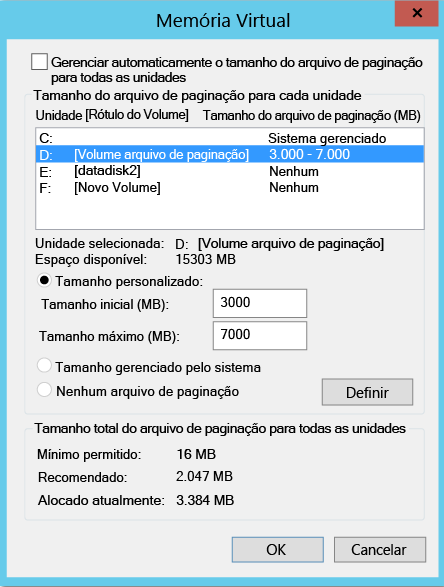 Memória Virtual
Gerenciar automaticamente o tamanho do arquivo de paginação
para todas as unidades
Tamanho do arquivo de paginação para cada unidade
Unidade [Rótulo do Volume] Tamanho do arquivo de paginação (MB)
C: Sistema gerenciado
D: [Volume arquivo de paginação] 3.000 - 7.000
E: [datadisk2] Nenhum
F: [Novo Volume] Nenhum
Unidade selecionada: D: [Volume arquivo de paginação]
Espaço disponível: 15303 MB
Tamanho personalizado:
Tamanho inicial (MB): 3000
Tamanho máximo (MB): 7000
Tamanho gerenciado pelo sistema
Nenhum arquivo de paginação
Definir
Tamanho total do arquivo de paginação para todas as unidades
Mínimo permitido: 16 MB
Recomendado: 2.047 MB
Alocado atualmente: 3.384 MB
OK Cancelar